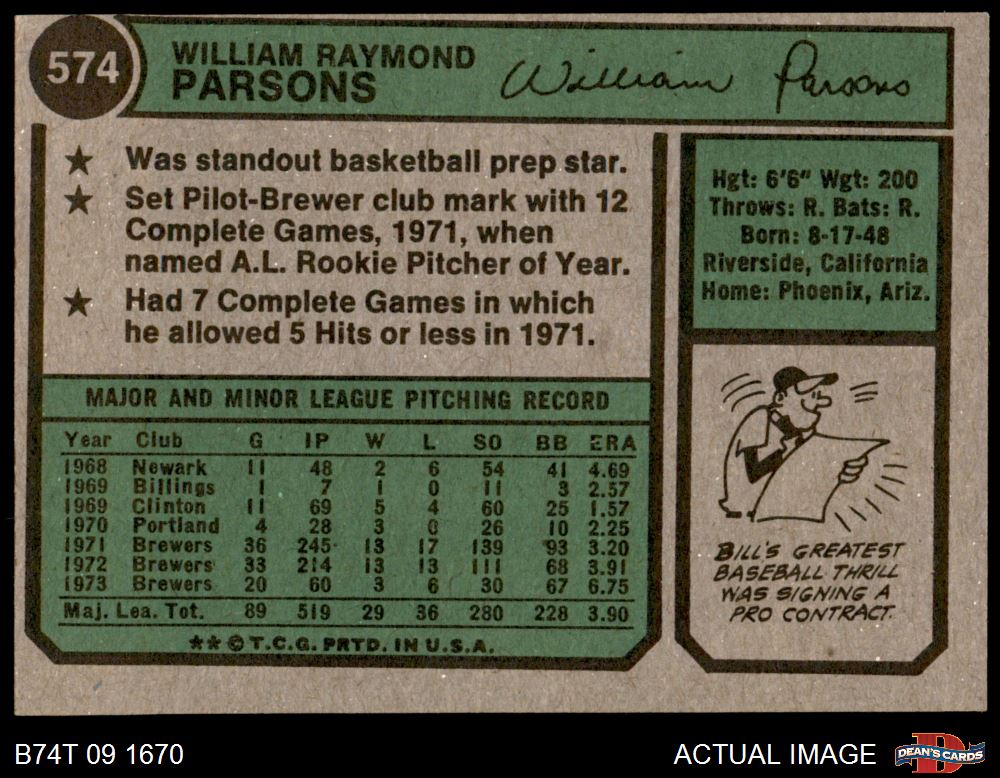 574
WILLIAM RAYMOND
PARSONS
William Parsons
★ Was standout basketball prep star.
★ Set Pilot-Brewer club mark with 12
Complete Games, 1971, when
named A.L. Rookie Pitcher of Year.
★ Had 7 Complete Games in which
he allowed 5 Hits or less in 1971.
Hgt: 6'6" Wgt: 200
Throws: R. Bats: R.
Born: 8-17-48
Riverside, California
Home: Phoenix, Ariz.
MAJOR AND MINOR LEAGUE PITCHING RECORD
Year Club G IP W L SO BB ERA
1968 Newark 11 48 2 6 54 41 4.69
1969 Billings 1 7 1 0 11 3 2.57
1969 Clinton 11 69 5 4 60 25 1.57
1970 Portland 4 28 3 0 26 10 2.25
1971 Brewers 36 245 13 17 139 93 3.20
1972 Brewers 33 214 13 13 111 68 3.91
1973 Brewers 20 60 3 6 30 67 6.75
Maj. Lea. Tot. 89 519 29 36 280 228 3.90
** © T.C.G. PRTD. IN U.S.A.
BILL'S GREATEST
BASEBALL THRILL
WAS SIGNING A
PRO CONTRACT.
B74T 09 1670
ACTUAL IMAGE
DEAN'S CARDS